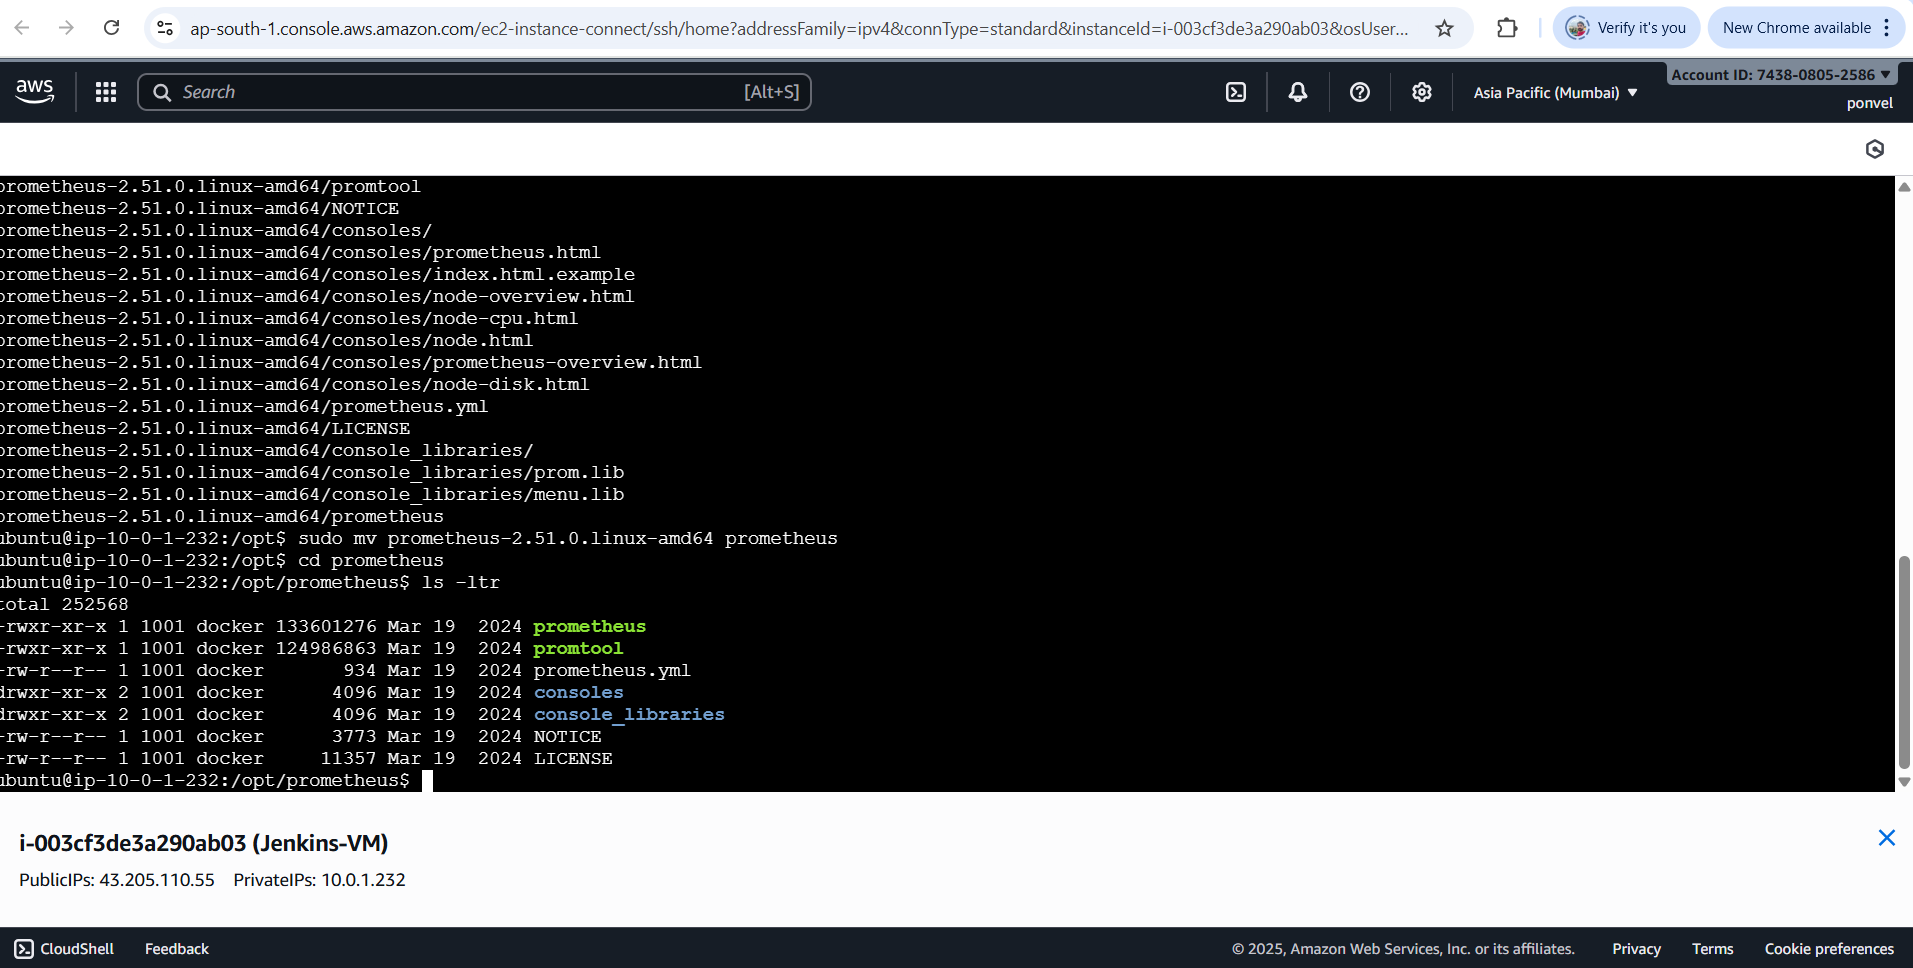 ap-south-1.console.aws.amazon.com/ec2-instance-connect/ssh/home?addressFamily=ipv4&connType=standard&instanceId=i-003cf3de3a290ab03&osUser...
Verify it's you
New Chrome available
aws
Search
[Alt+S]
Asia Pacific (Mumbai)
Account ID: 7438-0805-2586
ponvel
prometheus-2.51.0.linux-amd64/promtool
prometheus-2.51.0.linux-amd64/NOTICE
prometheus-2.51.0.linux-amd64/consoles/
prometheus-2.51.0.linux-amd64/consoles/prometheus.html
prometheus-2.51.0.linux-amd64/consoles/index.html.example
prometheus-2.51.0.linux-amd64/consoles/node-overview.html
prometheus-2.51.0.linux-amd64/consoles/node-cpu.html
prometheus-2.51.0.linux-amd64/consoles/node.html
prometheus-2.51.0.linux-amd64/consoles/prometheus-overview.html
prometheus-2.51.0.linux-amd64/consoles/node-disk.html
prometheus-2.51.0.linux-amd64/prometheus.yml
prometheus-2.51.0.linux-amd64/LICENSE
prometheus-2.51.0.linux-amd64/console_libraries/
prometheus-2.51.0.linux-amd64/console_libraries/prom.lib
prometheus-2.51.0.linux-amd64/console_libraries/menu.lib
prometheus-2.51.0.linux-amd64/prometheus
ubuntu@ip-10-0-1-232:/opt$ sudo mv prometheus-2.51.0.linux-amd64 prometheus
ubuntu@ip-10-0-1-232:/opt$ cd prometheus
ubuntu@ip-10-0-1-232:/opt/prometheus$ ls -ltr
total 252568
-rwxr-xr-x 1 1001 docker 133601276 Mar 19  2024 prometheus
-rwxr-xr-x 1 1001 docker 124986863 Mar 19  2024 promtool
-rw-r--r-- 1 1001 docker       934 Mar 19  2024 prometheus.yml
drwxr-xr-x 2 1001 docker      4096 Mar 19  2024 consoles
drwxr-xr-x 2 1001 docker      4096 Mar 19  2024 console_libraries
-rw-r--r-- 1 1001 docker      3773 Mar 19  2024 NOTICE
-rw-r--r-- 1 1001 docker     11357 Mar 19  2024 LICENSE
ubuntu@ip-10-0-1-232:/opt/prometheus$
i-003cf3de3a290ab03 (Jenkins-VM)
PublicIPs: 43.205.110.55 PrivateIPs: 10.0.1.232
CloudShell
Feedback
© 2025, Amazon Web Services, Inc. or its affiliates.
Privacy
Terms
Cookie preferences